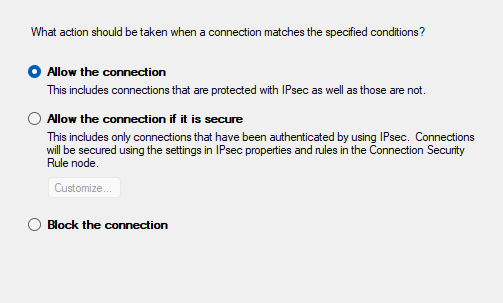 What action should be taken when a connection matches the specified conditions?
Allow the connection
This includes connections that are protected with IPsec as well as those are not.
Allow the connection if it is secure
This includes only connections that have been authenticated by using IPsec. Connections
will be secured using the settings in IPsec properties and rules in the Connection Security
Rule node.
Customize...
Block the connection